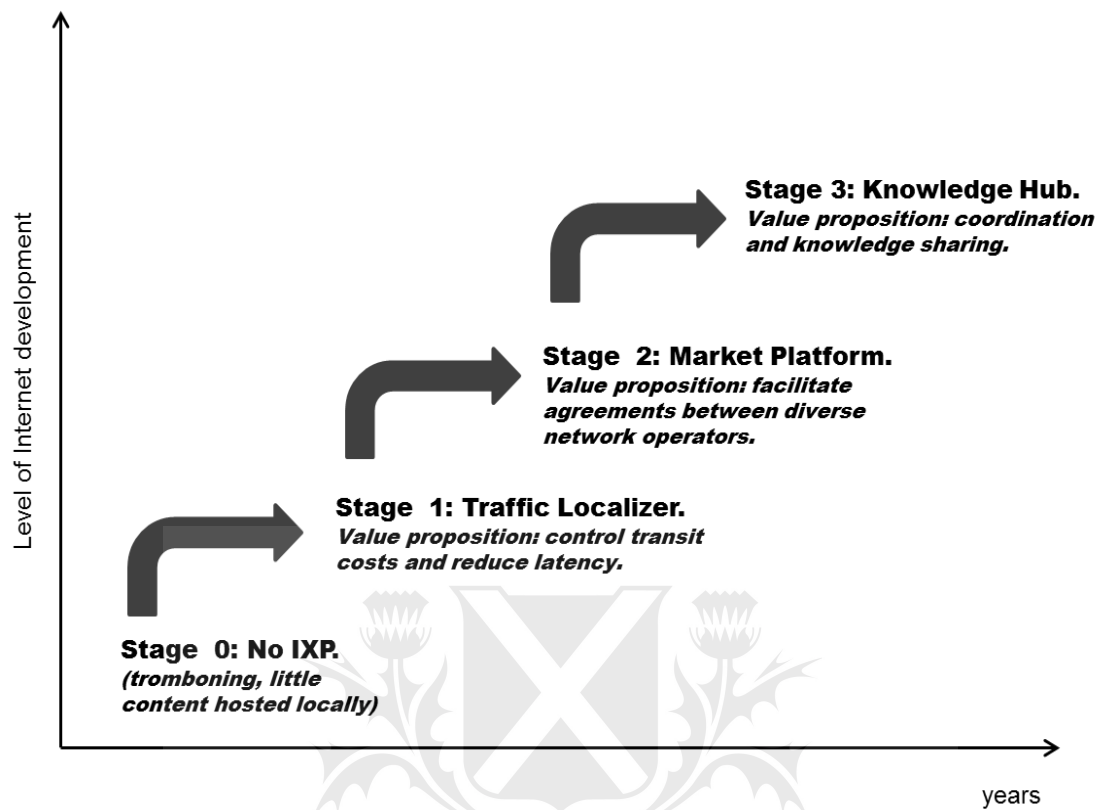 Level of Internet development
Stage 3: Knowledge Hub.
Value proposition: coordination
and knowledge sharing.
Stage 2: Market Platform.
Value proposition: facilitate
agreements between diverse
network operators.
Stage 1: Traffic Localizer.
Value proposition: control transit
costs and reduce latency.
Stage 0: No IXP.
(tromboning, little
content hosted locally)
years